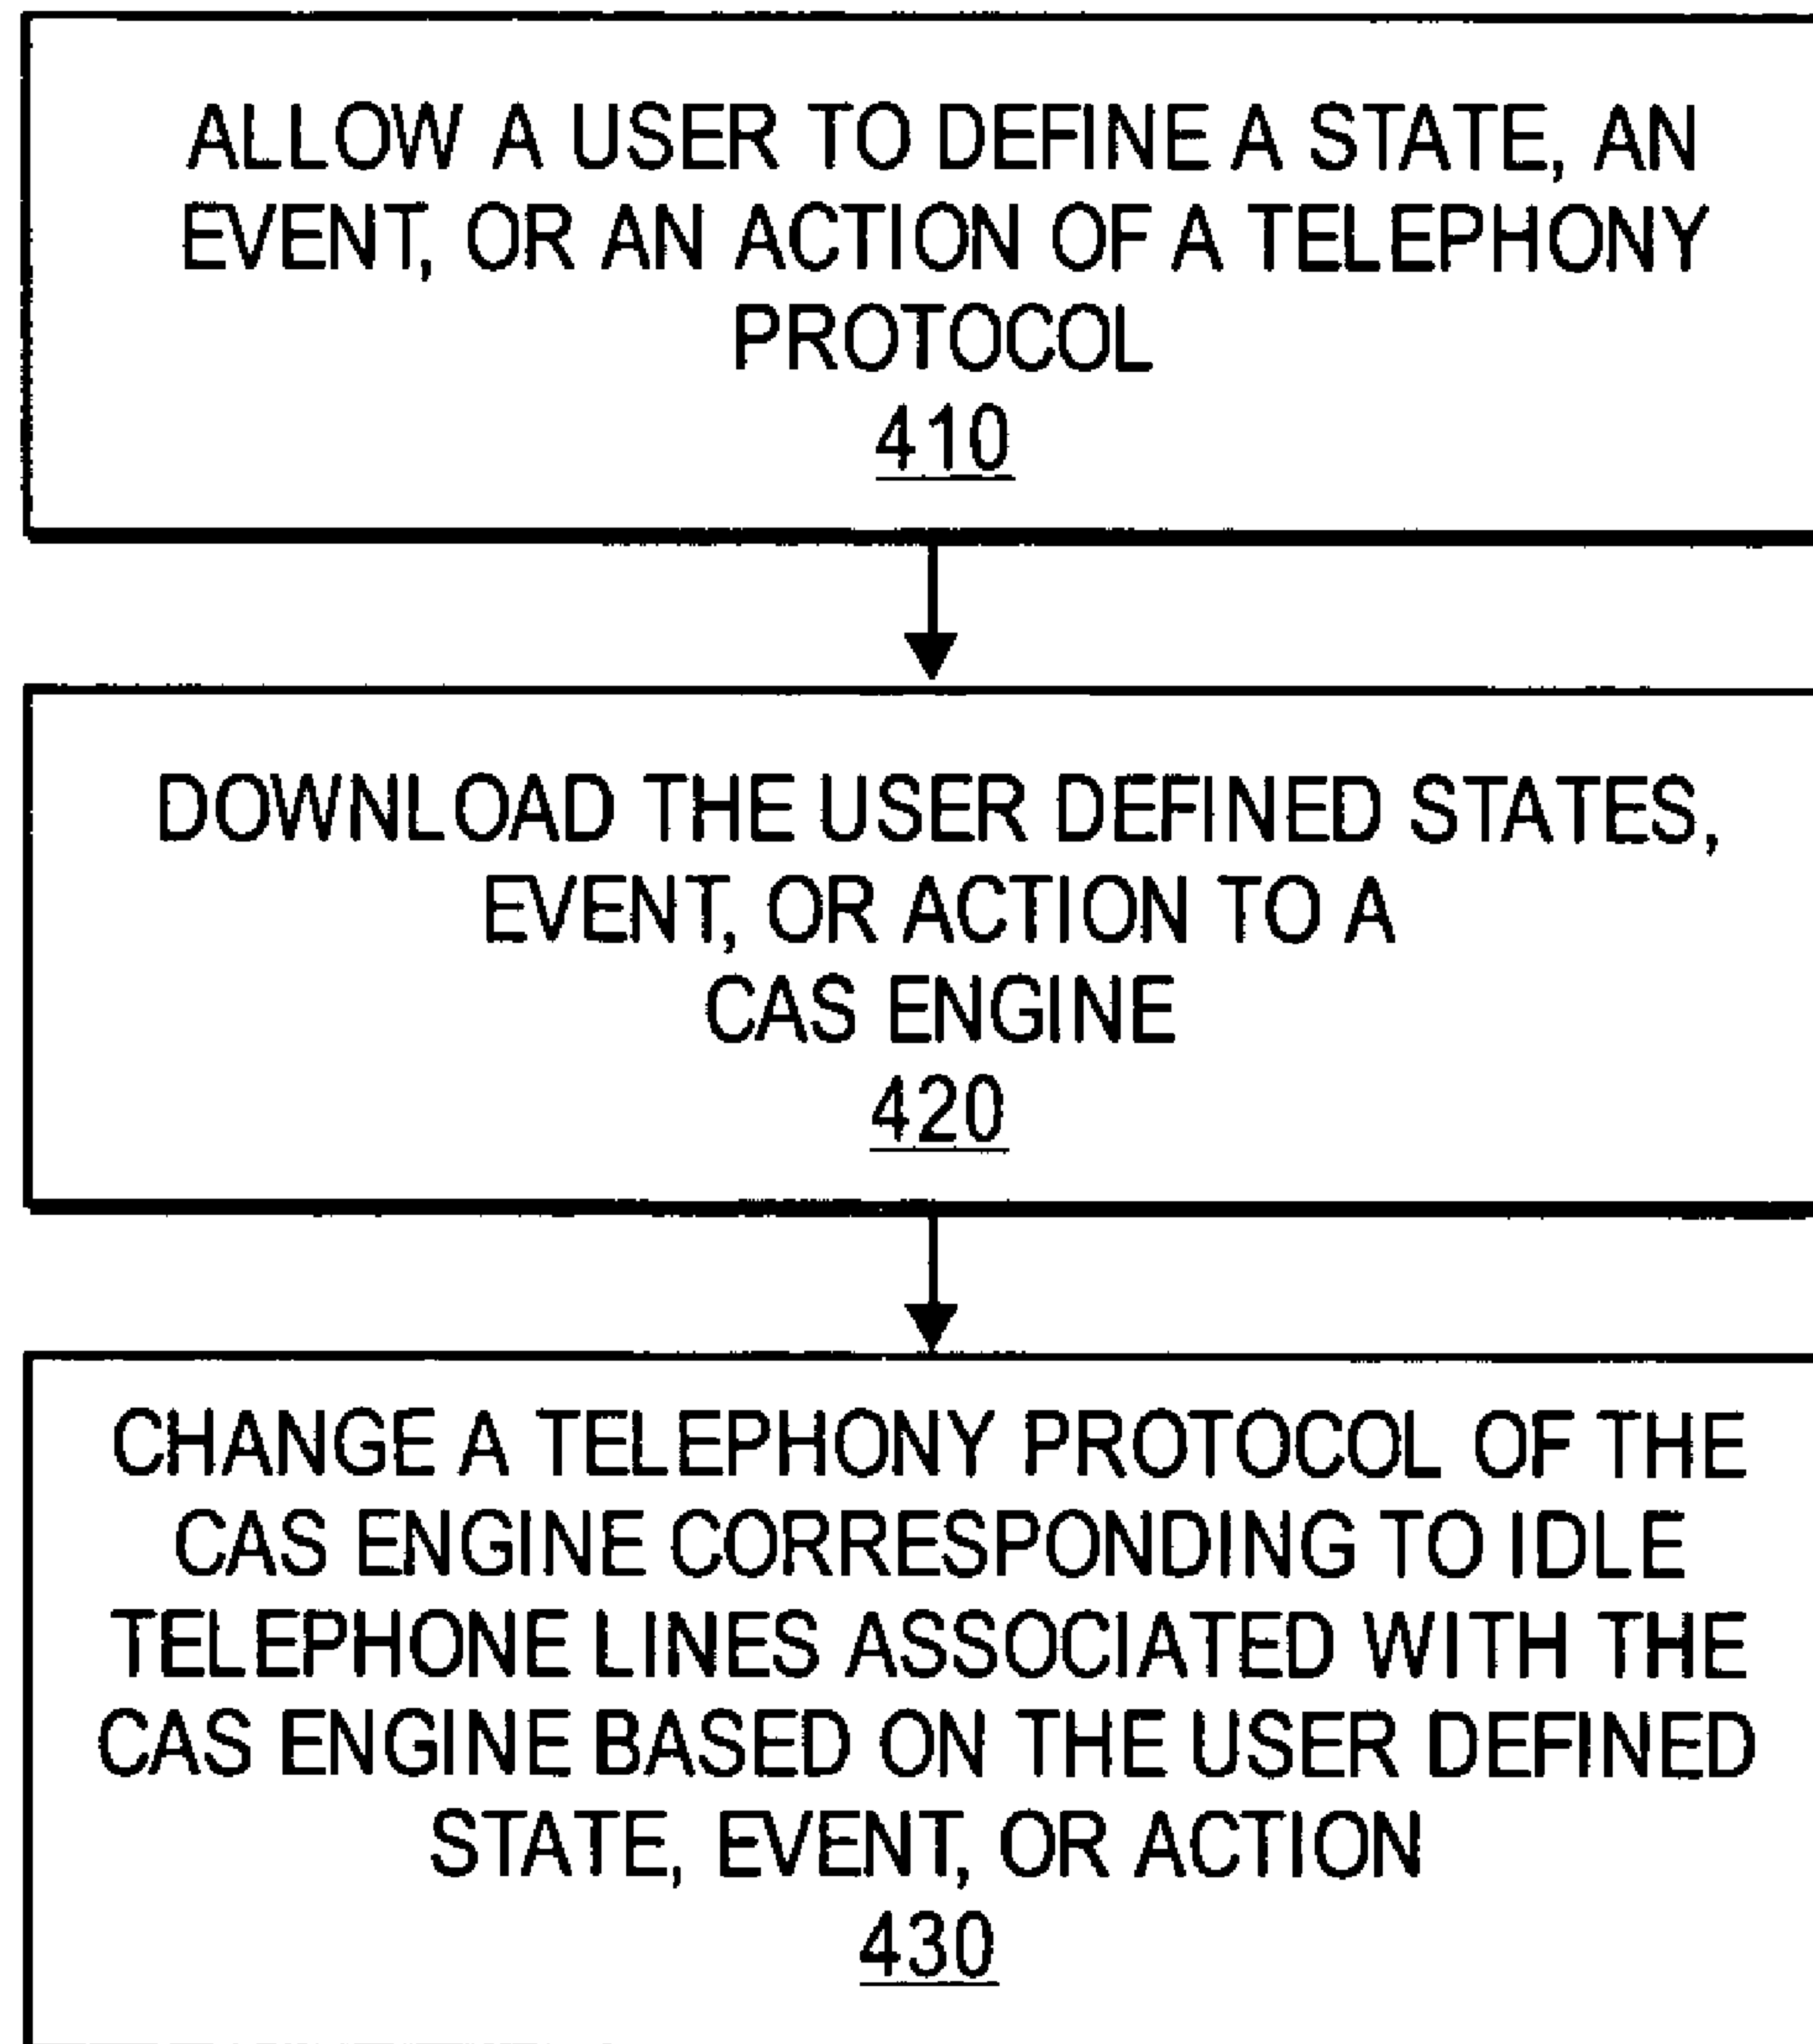 ALLOW A USER TO DEFINE A STATE, AN
EVENT, OR AN ACTION OF A TELEPHONY
PROTOCOL
410
DOWNLOAD THE USER DEFINED STATES,
EVENT, OR ACTION TO A
CAS ENGINE
420
CHANGE A TELEPHONY PROTOCOL OF THE
CAS ENGINE CORRESPONDING TO IDLE
TELEPHONE LINES ASSOCIATED WITH THE
CAS ENGINE BASED ON THE USER DEFINED
STATE, EVENT, OR ACTION
430